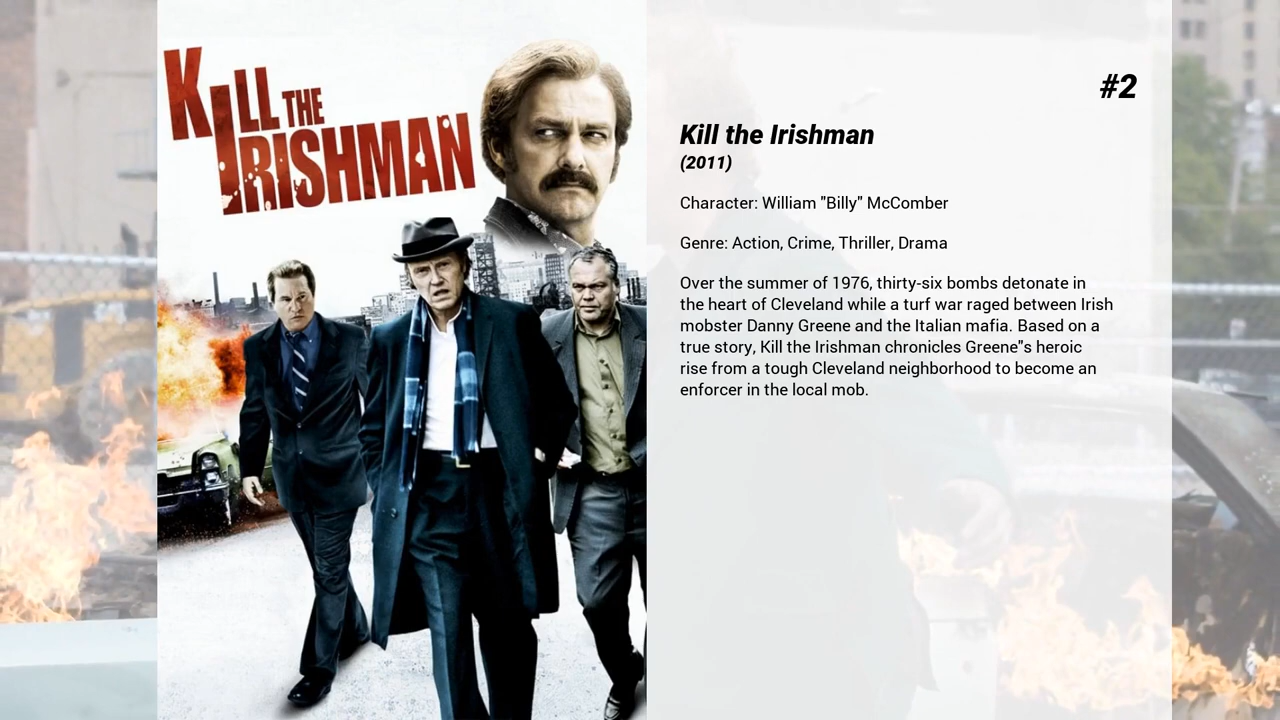 KILL THE
IRISHMAN
#2
Kill the Irishman
(2011)
Character: William "Billy" McComber
Genre: Action, Crime, Thriller, Drama
Over the summer of 1976, thirty-six bombs detonate in
the heart of Cleveland while a turf war raged between Irish
mobster Danny Greene and the Italian mafia. Based on a
true story, Kill the Irishman chronicles Greene"s heroic
rise from a tough Cleveland neighborhood to become an
enforcer in the local mob.